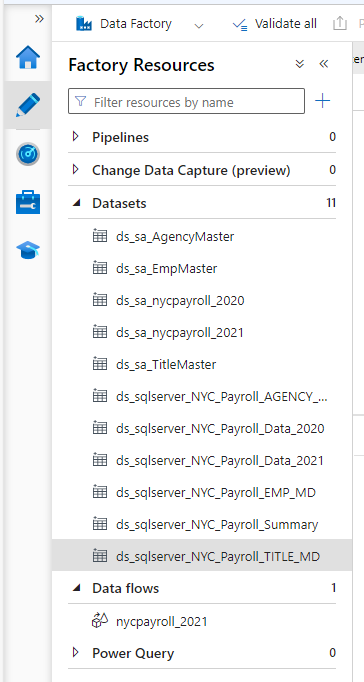 »
Data Factory
Validate all
P
Factory Resources
»
«
Filter resources by name
+
Pipelines 0
Change Data Capture (preview) 0
Datasets 11
ds_sa_AgencyMaster
ds_sa_EmpMaster
ds_sa_nycpayroll_2020
ds_sa_nycpayroll_2021
ds_sa_TitleMaster
ds_sqlserver_NYC_Payroll_AGENCY_...
ds_sqlserver_NYC_Payroll_Data_2020
ds_sqlserver_NYC_Payroll_Data_2021
ds_sqlserver_NYC_Payroll_EMP_MD
ds_sqlserver_NYC_Payroll_Summary
ds_sqlserver_NYC_Payroll_TITLE_MD
Data flows 1
nycpayroll_2021
Power Query 0